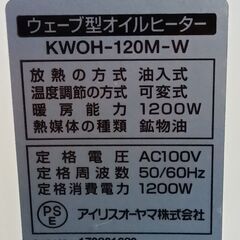 ウェーブ型オイルヒーター
KWOH-120M-W
放熱の方式 油入式
温度調節の方式 可変式
暖房能力 1200W
熱媒体の種類 鉱物油
定格電圧 AC100V
定格周波数 50/60Hz
定格消費電力 1200W
PSE アイリスオーヤマ株式会社